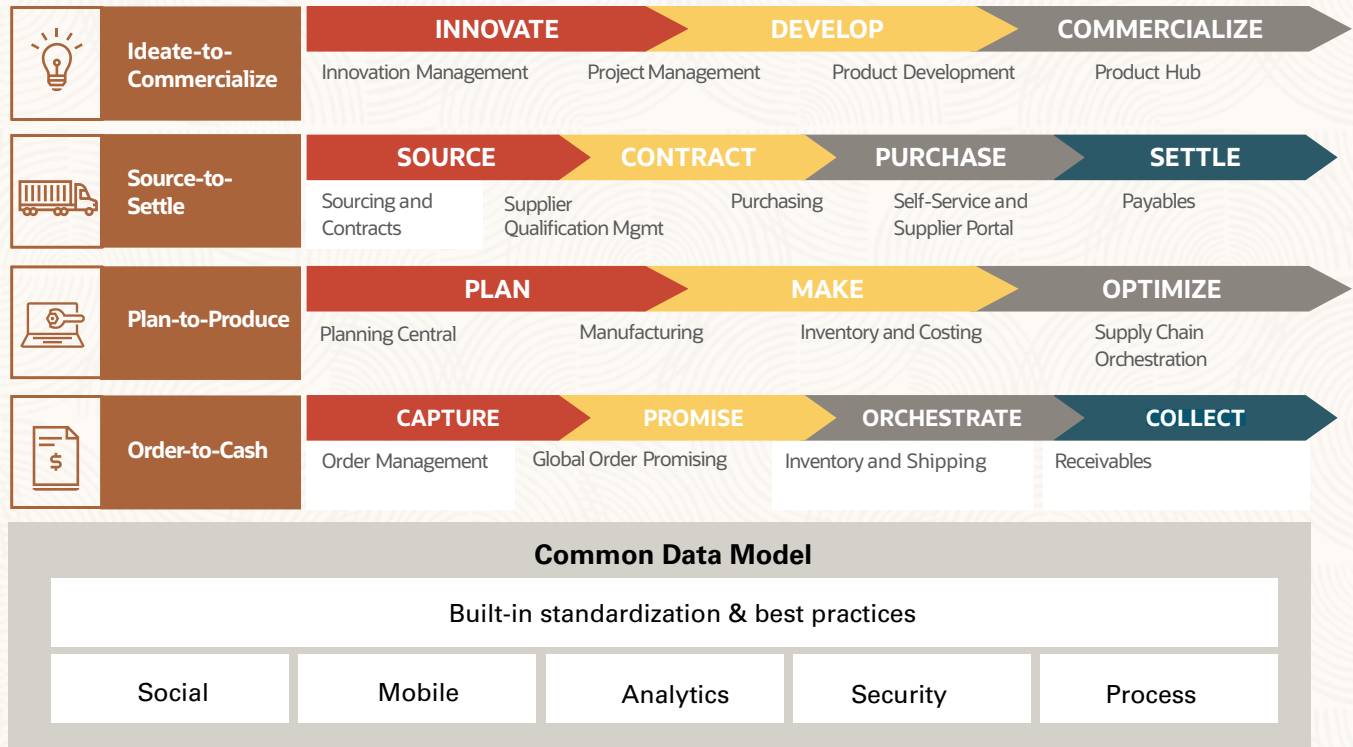 Ideate-to-
Commercialize
INNOVATE
DEVELOP
COMMERCIALIZE
Innovation Management
Project Management
Product Development
Product Hub
Source-to-
Settle
SOURCE
CONTRACT
PURCHASE
SETTLE
Sourcing and
Contracts
Supplier
Qualification Mgmt
Purchasing
Self-Service and
Supplier Portal
Payables
Plan-to-Produce
PLAN
MAKE
OPTIMIZE
Planning Central
Manufacturing
Inventory and Costing
Supply Chain
Orchestration
$
Order-to-Cash
CAPTURE
PROMISE
ORCHESTRATE
COLLECT
Order Management
Global Order Promising
Inventory and Shipping
Receivables
Common Data Model
Built-in standardization & best practices
Social
Mobile
Analytics
Security
Process